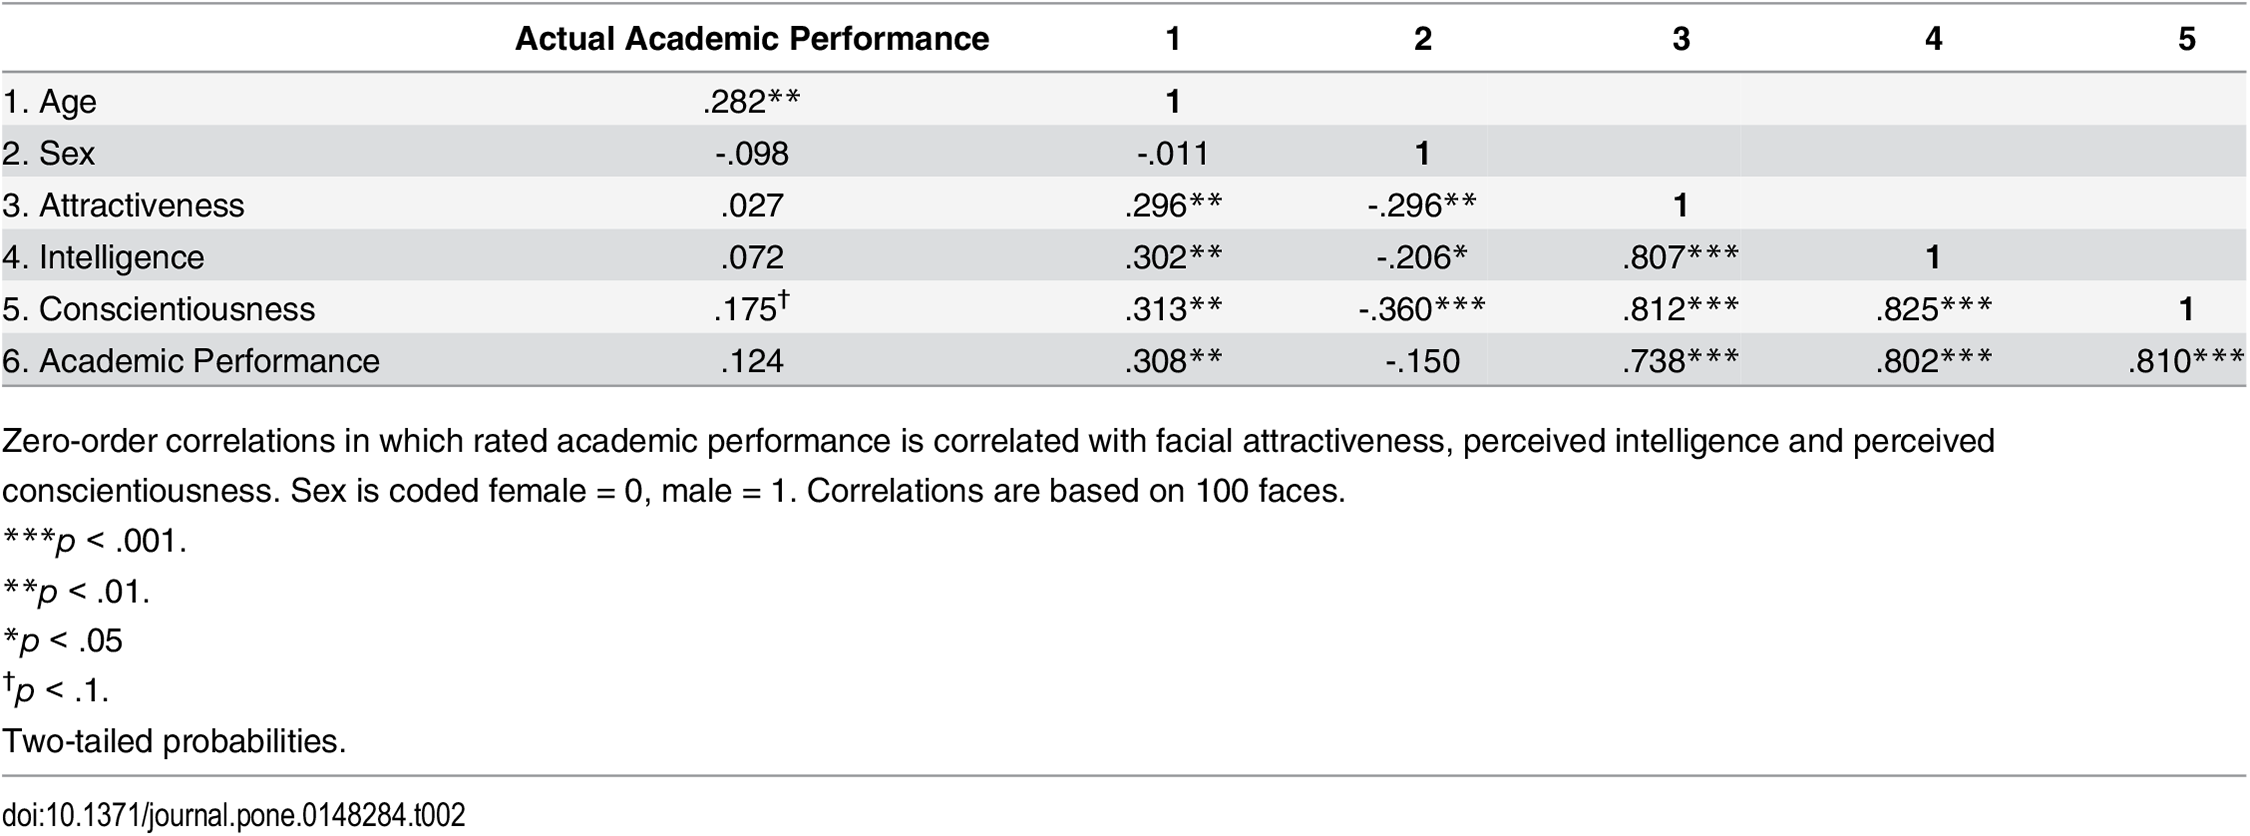 Actual Academic Performance 1 2 3 4 5
1. Age .282** 1
2. Sex -.098 -.011 1
3. Attractiveness .027 .296** -.296** 1
4. Intelligence .072 .302** -.206* .807*** 1
5. Conscientiousness .175† .313** -.360*** .812*** .825*** 1
6. Academic Performance .124 .308** -.150 .738*** .802*** .810***
Zero-order correlations in which rated academic performance is correlated with facial attractiveness, perceived intelligence and perceived
conscientiousness. Sex is coded female = 0, male = 1. Correlations are based on 100 faces.
***p < .001.
**p < .01.
*p < .05
†p < .1.
Two-tailed probabilities.
doi:10.1371/journal.pone.0148284.t002